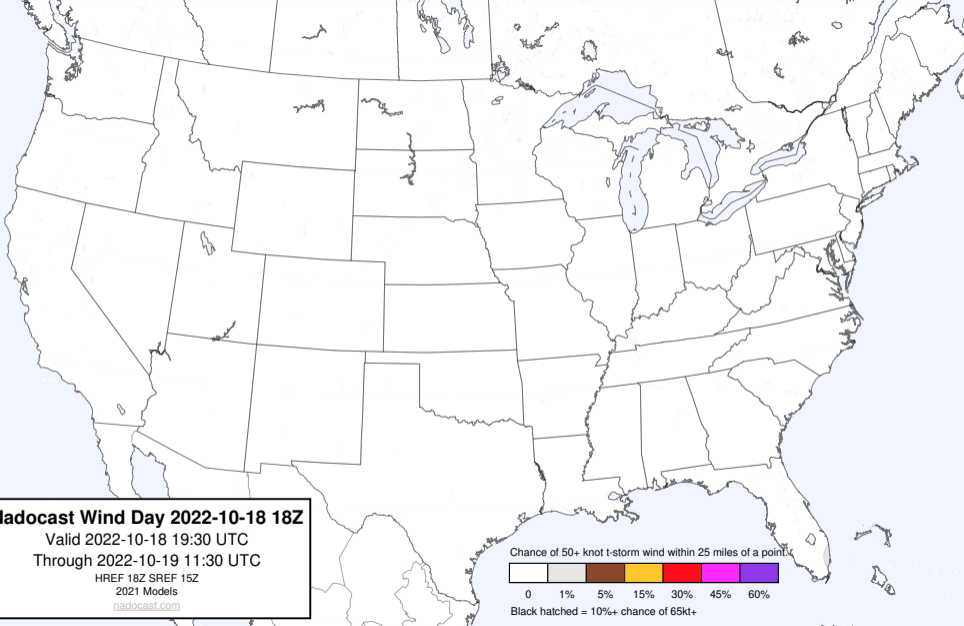 Nadocast Wind Day 2022-10-18 18Z
Valid 2022-10-18 19:30 UTC
Through 2022-10-19 11:30 UTC
HREF 18Z SREF 15Z
2021 Models
nadocast.com
Chance of 50+ knot t-storm wind within 25 miles of a point.
0 1% 5% 15% 30% 45% 60%
Black hatched = 10%+ chance of 65kt+